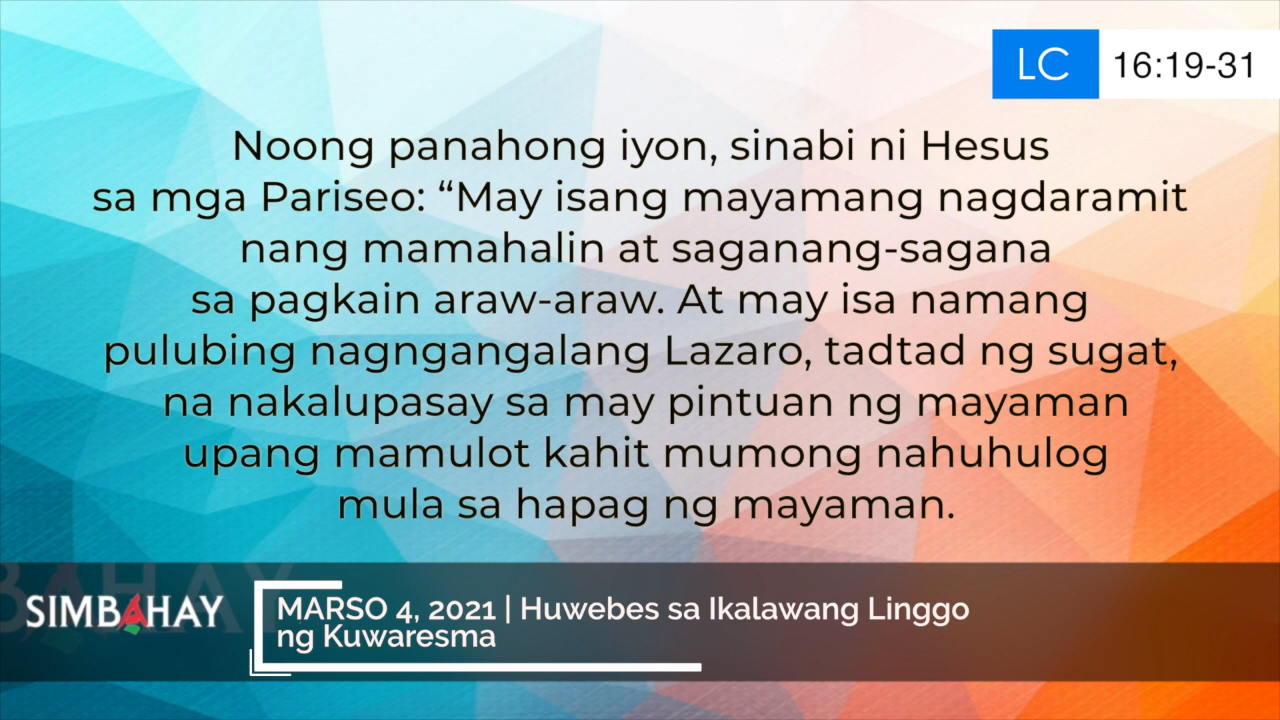 LC 16:19-31
Noong panahong iyon, sinabi ni Hesus
sa mga Pariseo: “May isang mayamang nagdaramit
nang mamahalin at saganang-sagana
sa pagkain araw-araw. At may isa namang
pulubing nagngangalang Lazaro, tadtad ng sugat,
na nakalupasay sa may pintuan ng mayaman
upang mamulot kahit mumong nahuhulog
mula sa hapag ng mayaman.
SIMBAHAY
MARSO 4, 2021 | Huwebes sa Ikalawang Linggo
ng Kuwaresma